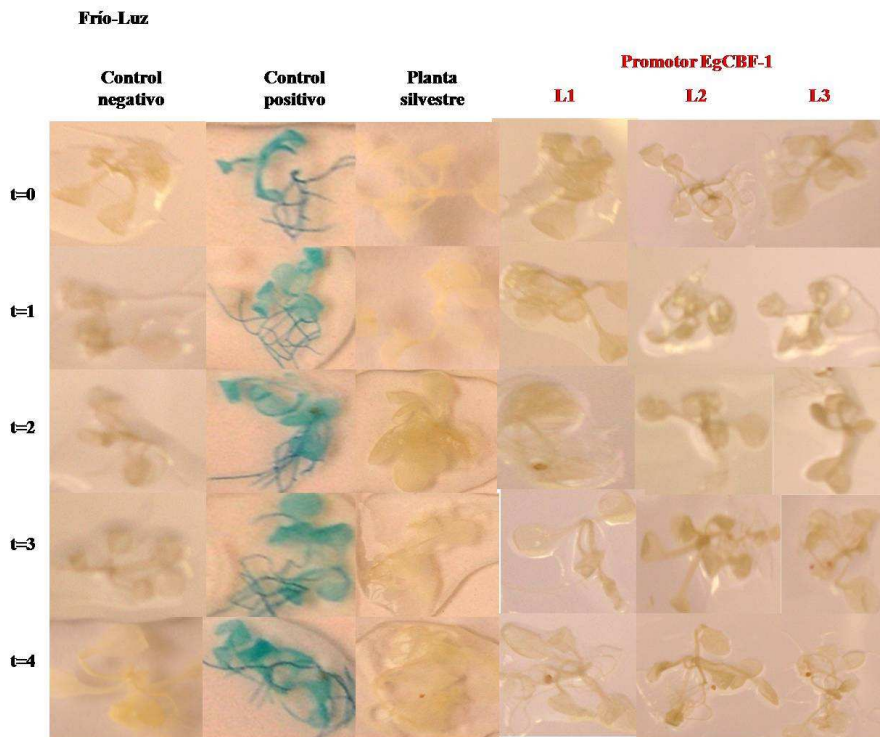 Frío-Luz
Promotor EgCBF-1
Control negativo
Control positivo
Planta silvestre
L1
L2
L3
t=0
t=1
t=2
t=3
t=4